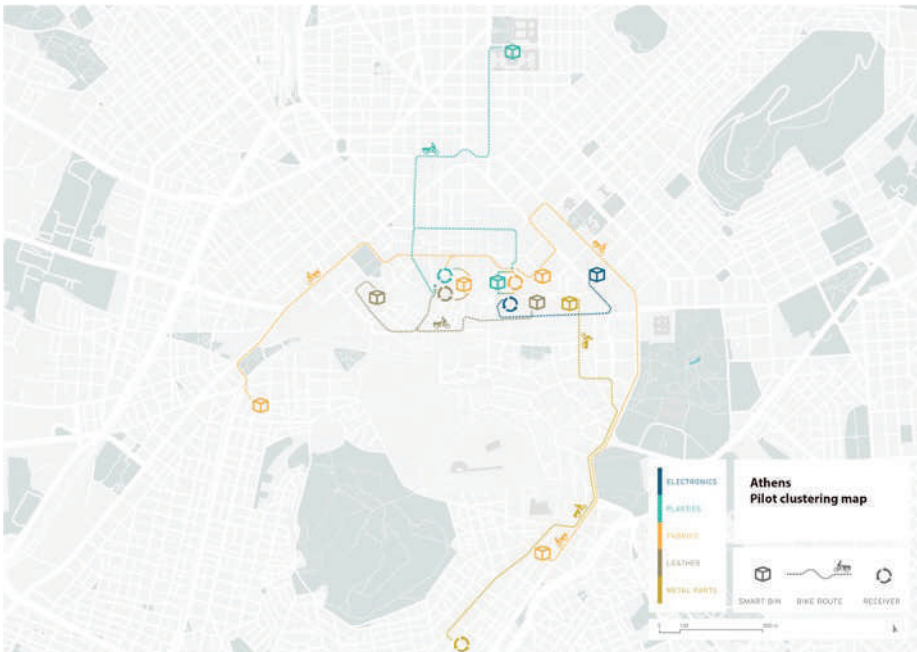 ELECTRONICS
PLASTICS
FABRICS
LEATHER
METAL PARTS
Athens
Pilot clustering map
SMART BIN BIKE ROUTE RECEIVER